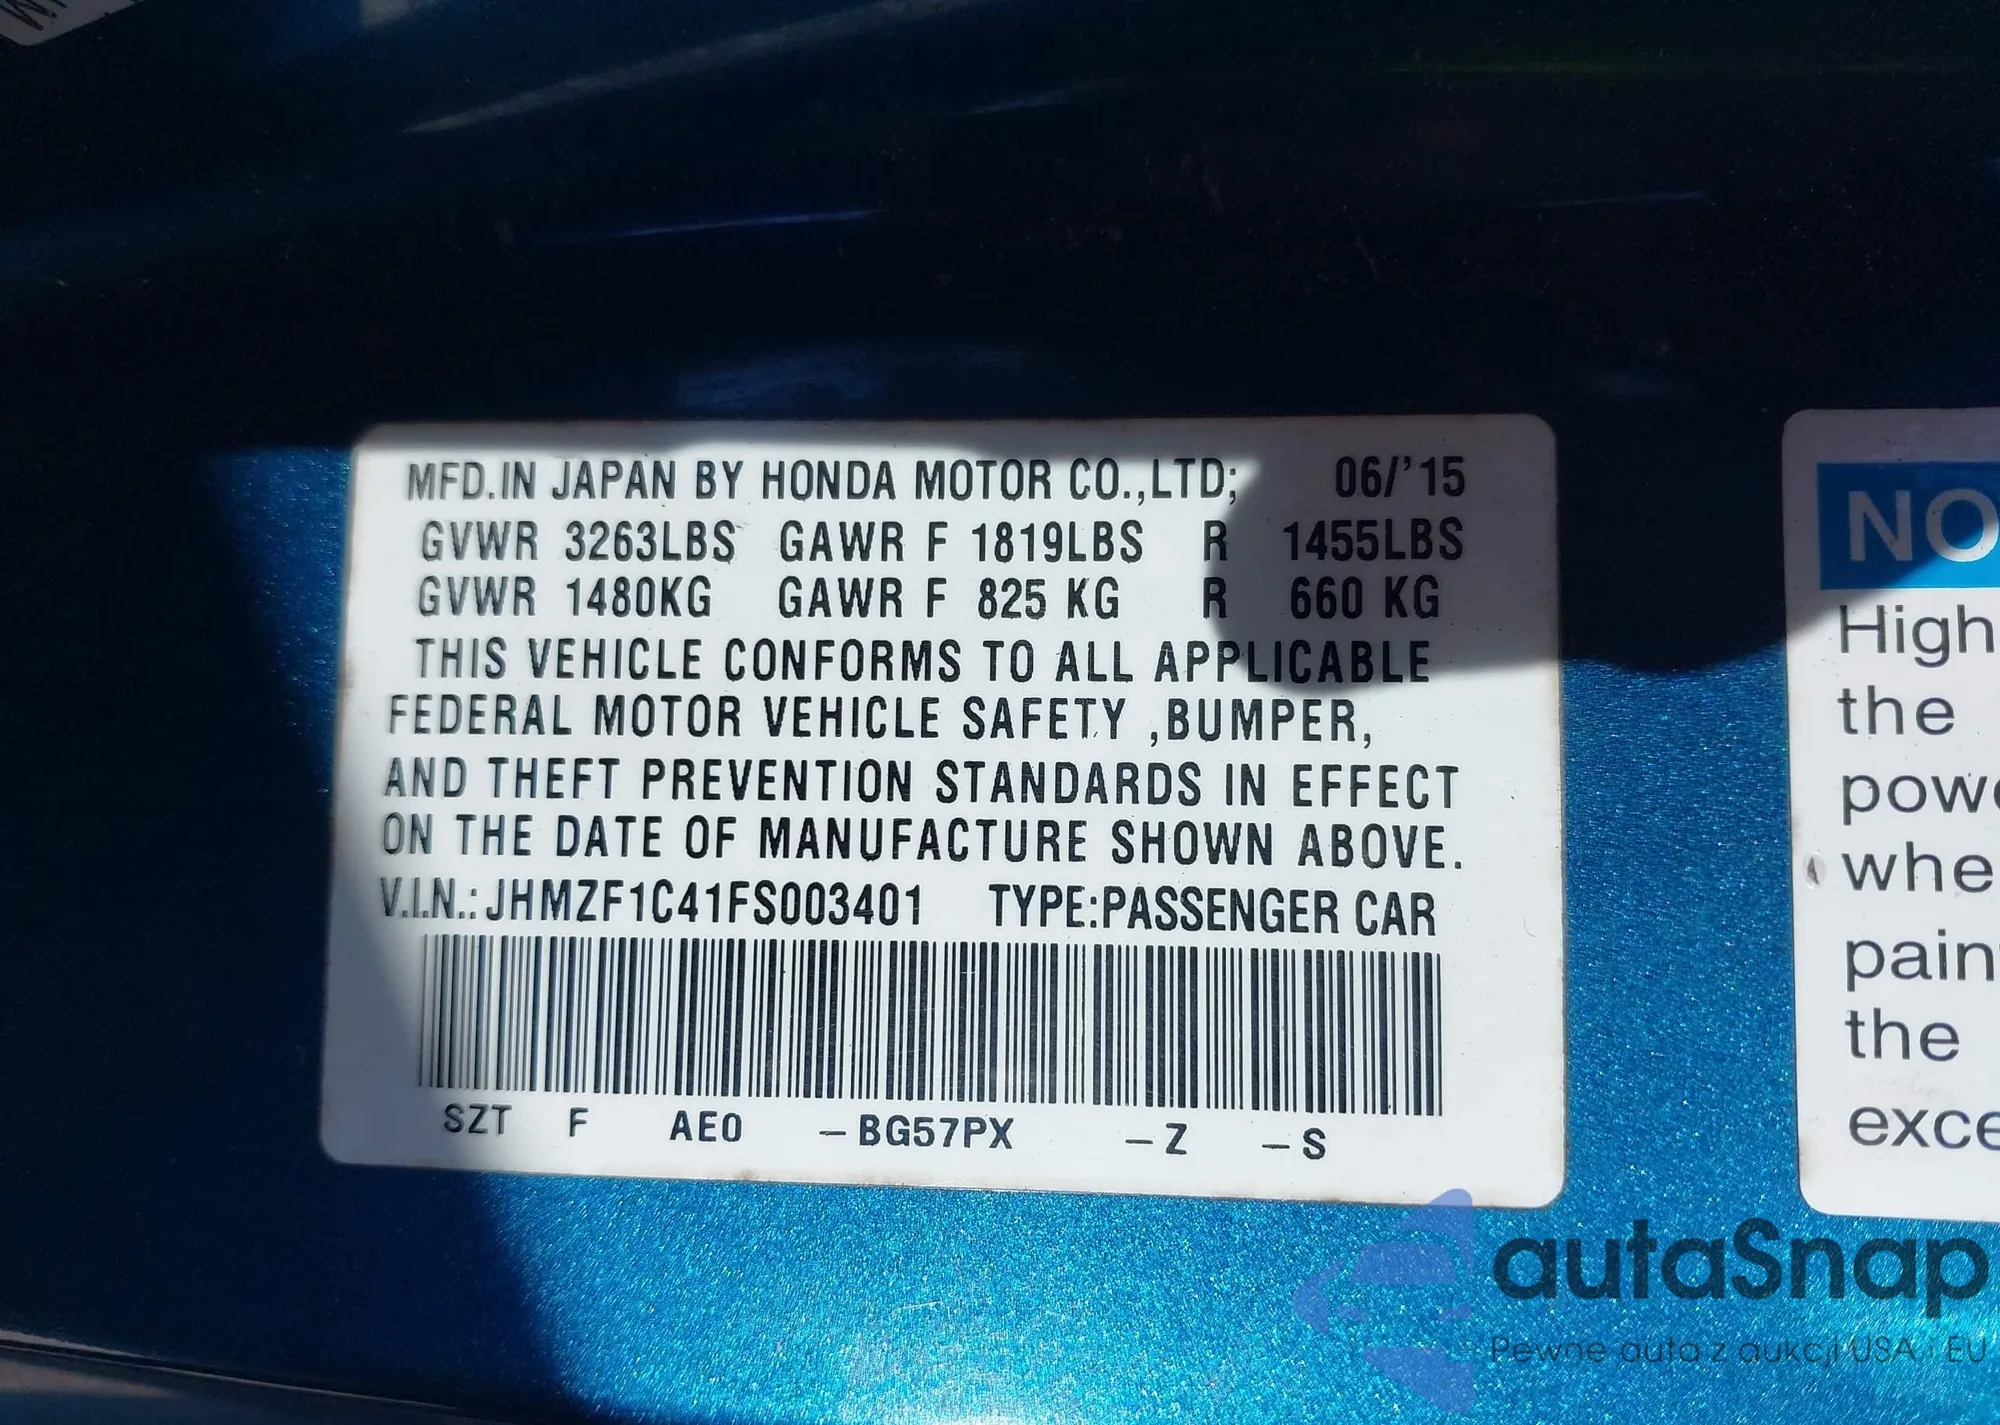 MFD.IN JAPAN BY HONDA MOTOR CO.,LTD; 06/'15
GVWR 3263LBS GAWR F 1819LBS R 1455LBS
GVWR 1480KG GAWR F 825 KG R 660 KG
THIS VEHICLE CONFORMS TO ALL APPLICABLE
FEDERAL MOTOR VEHICLE SAFETY ,BUMPER,
AND THEFT PREVENTION STANDARDS IN EFFECT
ON THE DATE OF MANUFACTURE SHOWN ABOVE.
V.I.N.: JHMZF1C41FS003401 TYPE:PASSENGER CAR
SZT F AE0 –BG57PX –Z –S
NO
High
the
powe
whe
pain
the
exce
autaSnap
Pewne auta z aukcji USA i EU